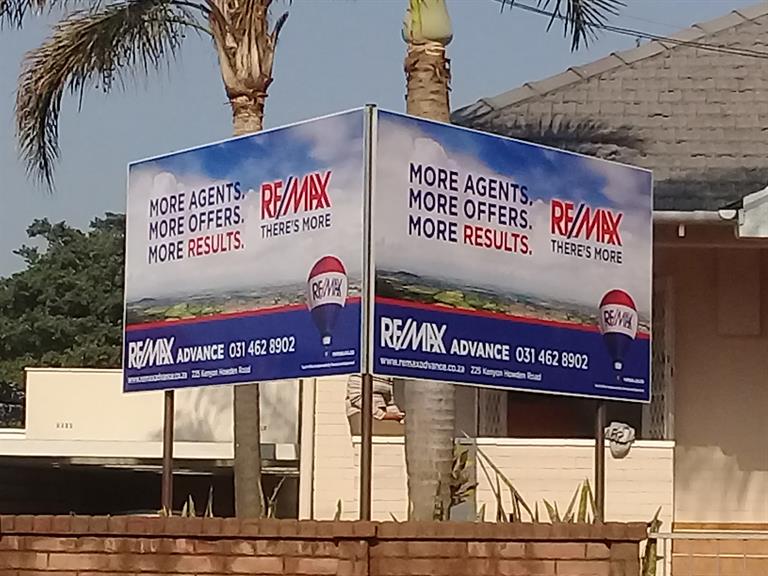 MORE AGENTS.
MORE OFFERS.
MORE RESULTS.
RE/MAX
THERE'S MORE
RE/MAX
RE/MAX ADVANCE 031 462 8902
www.remaxadvance.co.za 225 Kenyon Howden Road
MORE AGENTS.
MORE OFFERS.
MORE RESULTS.
RE/MAX
THERE'S MORE
RE/MAX
RE/MAX ADVANCE 031 462 8902
www.remaxadvance.co.za 225 Kenyon Howden Road